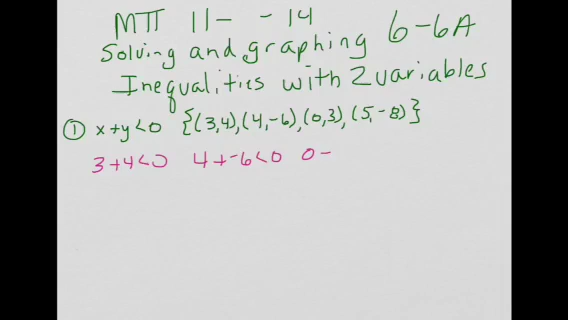 MTΠ 11- -14 6-6A
Solving and graphing
Inequalities with 2 variables
① x+y<0 {(3,4),(4,-6),(0,3),(5,-8)}
3+4<0 4+-6<0 0-